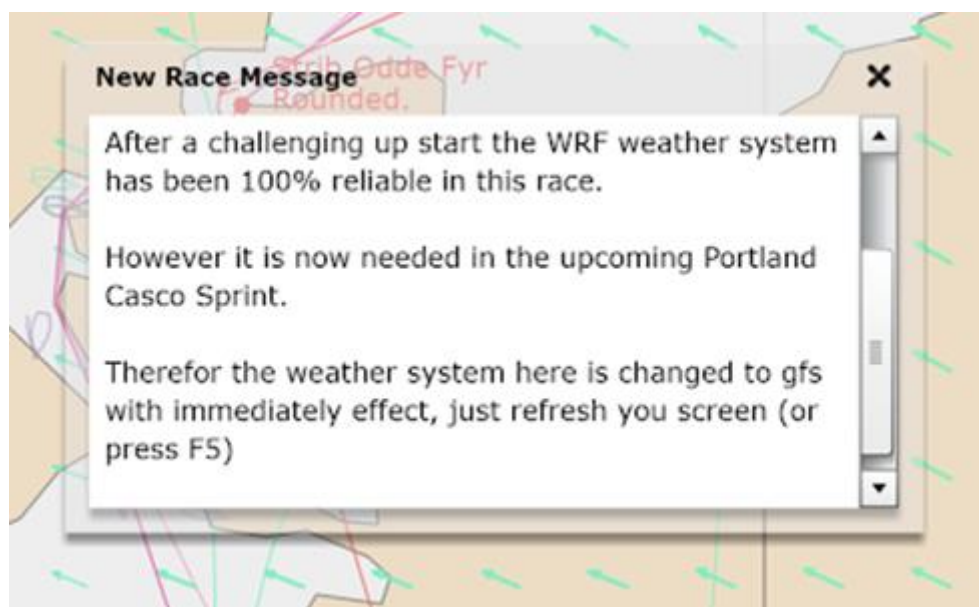 Strib Odde Fyr
Rounded.
New Race Message
After a challenging up start the WRF weather system
has been 100% reliable in this race.
However it is now needed in the upcoming Portland
Casco Sprint.
Therefor the weather system here is changed to gfs
with immediately effect, just refresh you screen (or
press F5)